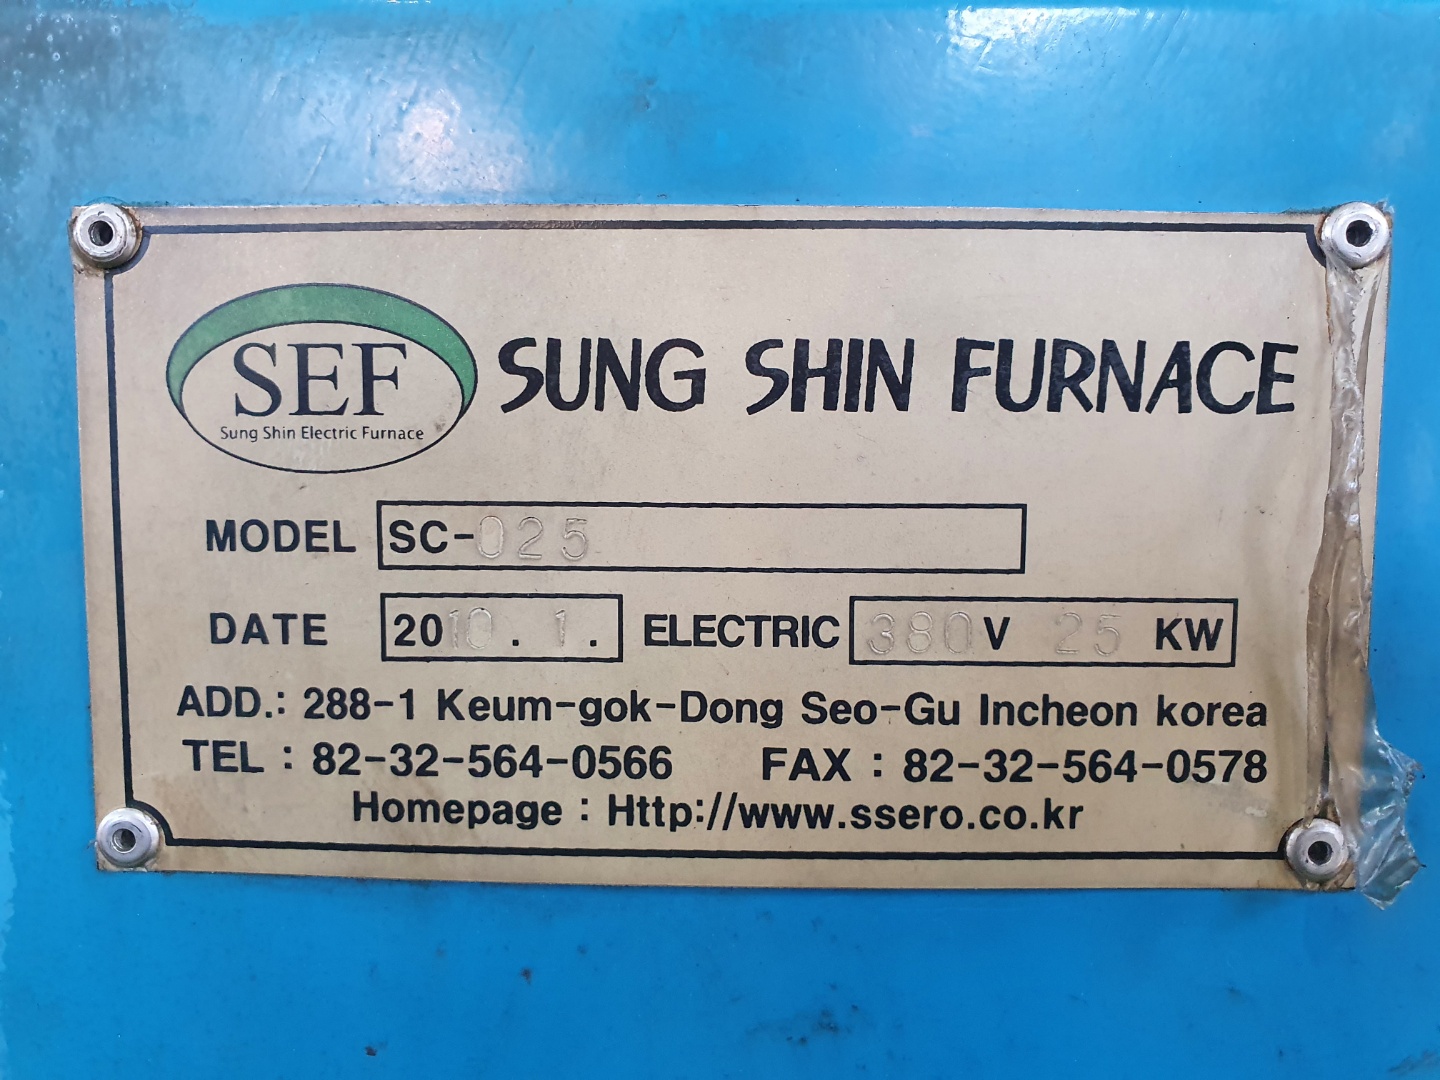 SEF
Sung Shin Electric Furnace
SUNG SHIN FURNACE
MODEL SC-025
DATE 2010 . 1 . ELECTRIC 380 V 25 KW
ADD.: 288-1 Keum-gok-Dong Seo-Gu Incheon korea
TEL : 82-32-564-0566 FAX : 82-32-564-0578
Homepage : Http://www.ssero.co.kr